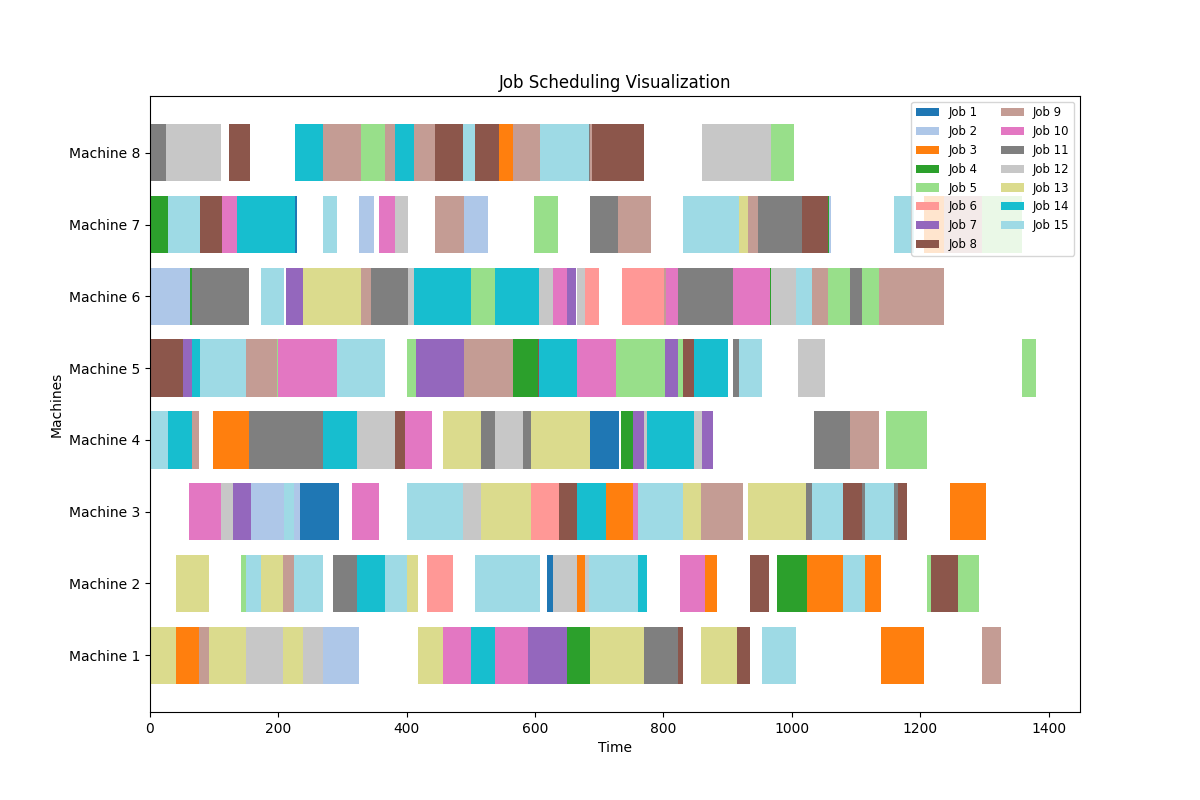 Job Scheduling Visualization
Machine 8
Machine 7
Machine 6
Machine 5
Machine 4
Machine 3
Machine 2
Machine 1
Machines
0
200
400
600
800
1000
1200
1400
Time
Job 1
Job 2
Job 3
Job 4
Job 5
Job 6
Job 7
Job 8
Job 9
Job 10
Job 11
Job 12
Job 13
Job 14
Job 15